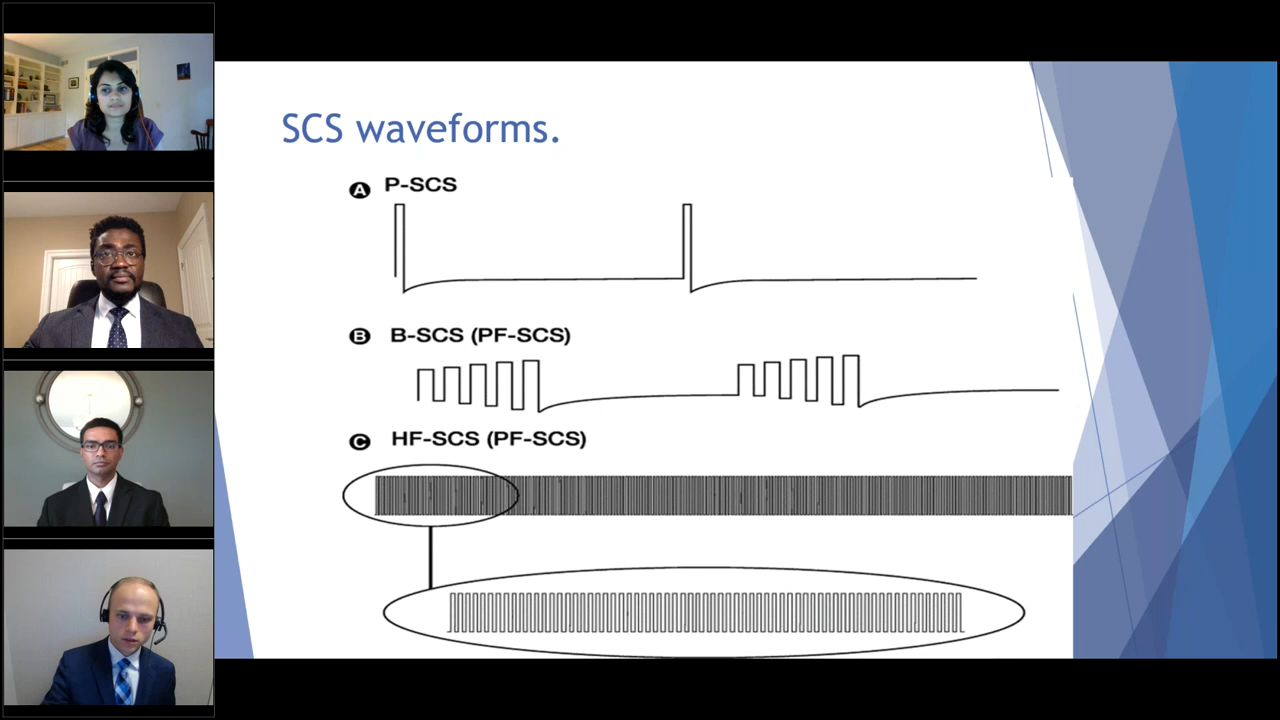 SCS waveforms.
A P-SCS
B B-SCS (PF-SCS)
C HF-SCS (PF-SCS)